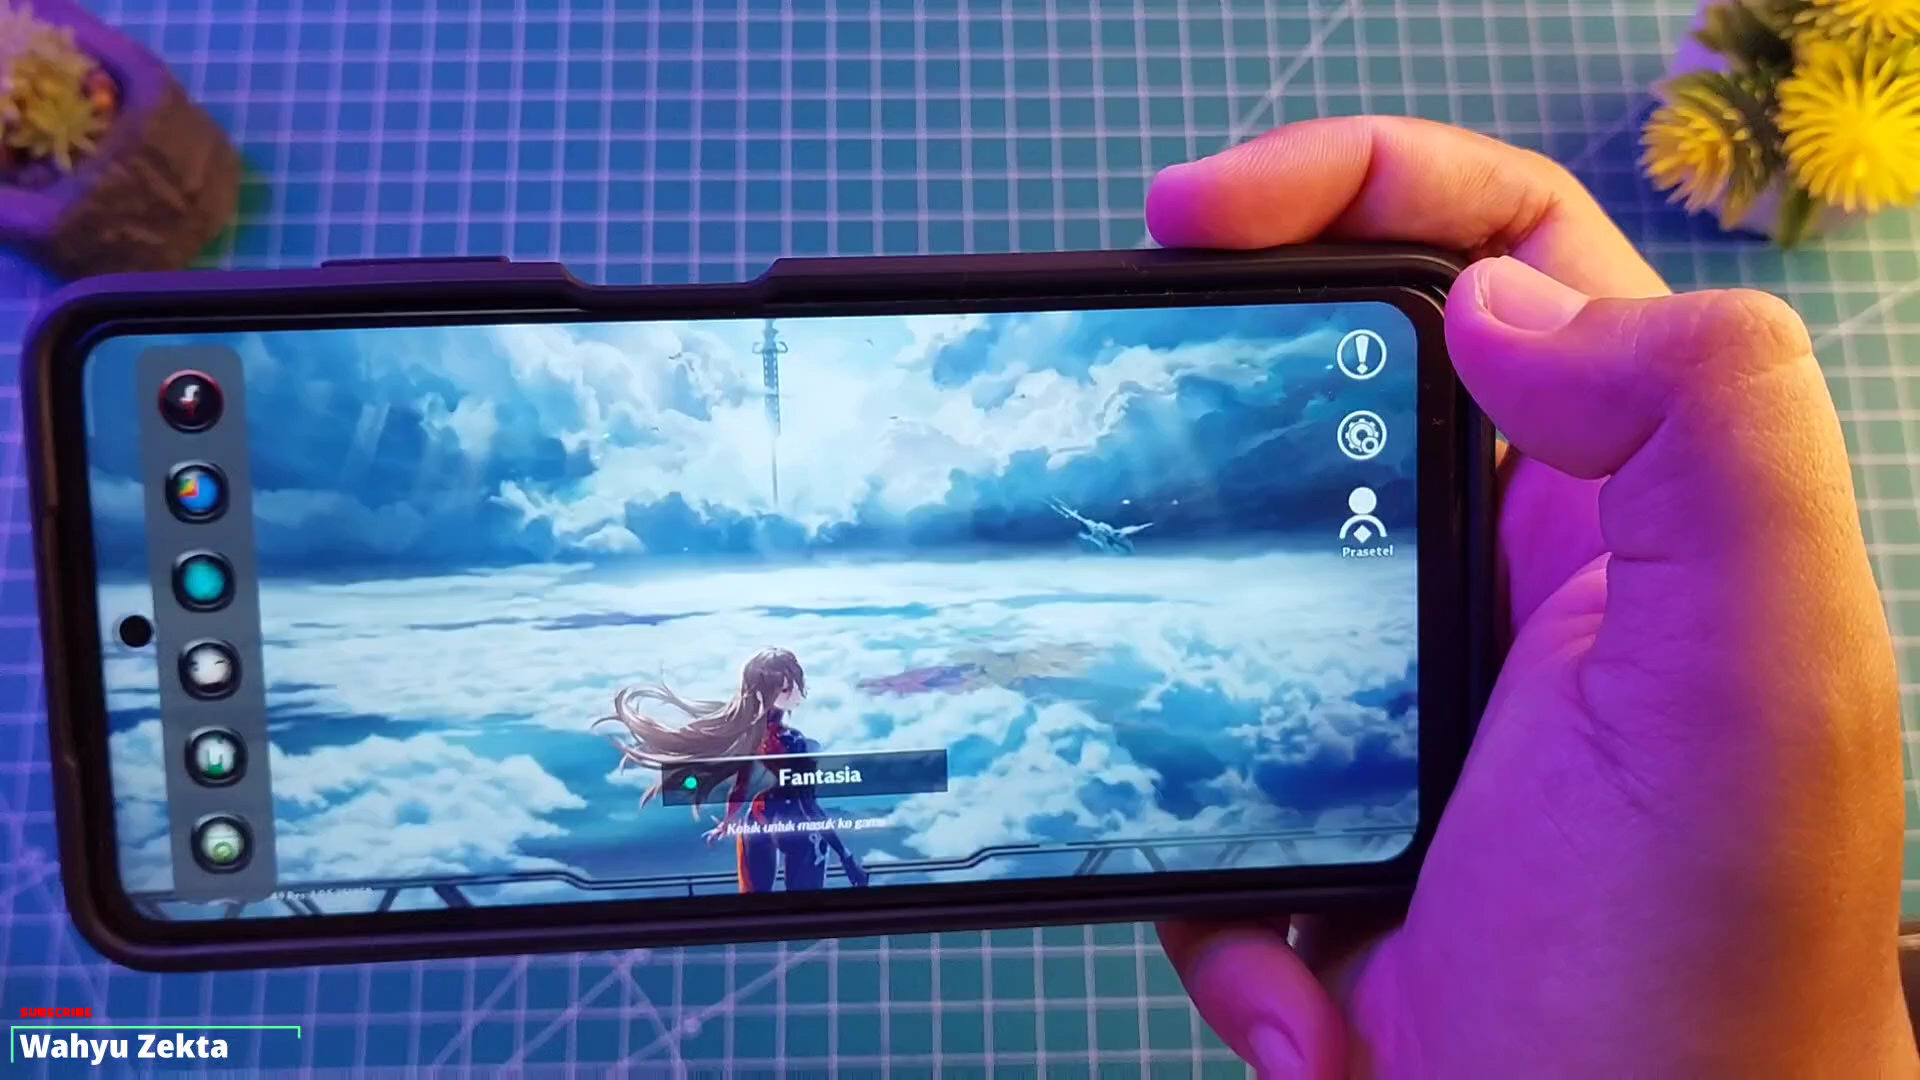 Prasetel
Fantasia
Ketuk untuk masuk ke game
SUBSCRIBE
Wahyu Zekta